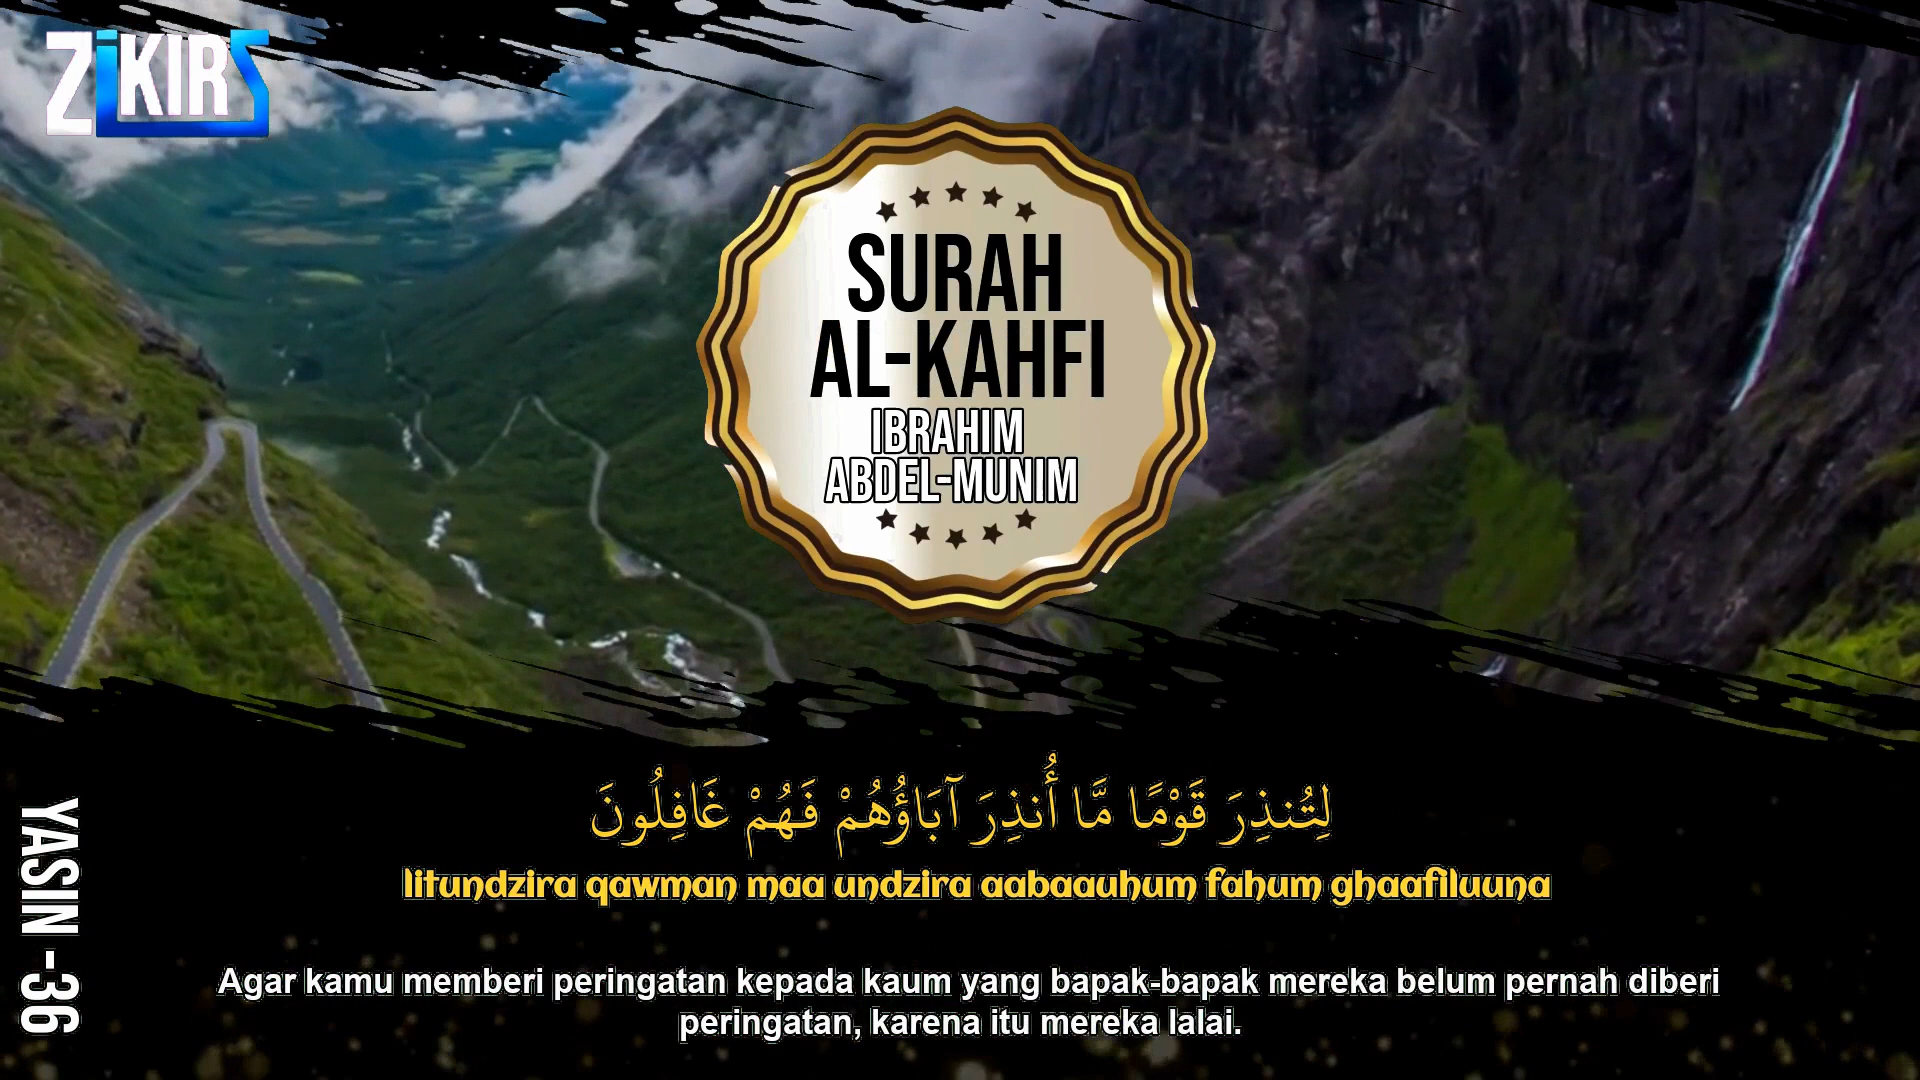 ZiKIRS
SURAH
AL-KAHFI
IBRAHIM
ABDEL-MUNIM
لِتُنذِرَ قَوْمًا مَّا أُنذِرَ آبَاؤُهُمْ فَهُمْ غَافِلُونَ
litundzira qawman maa undzira aabaauhum fahum ghaafiluuna
Agar kamu memberi peringatan kepada kaum yang bapak-bapak mereka belum pernah diberi
peringatan, karena itu mereka lalai.
YASIN -36